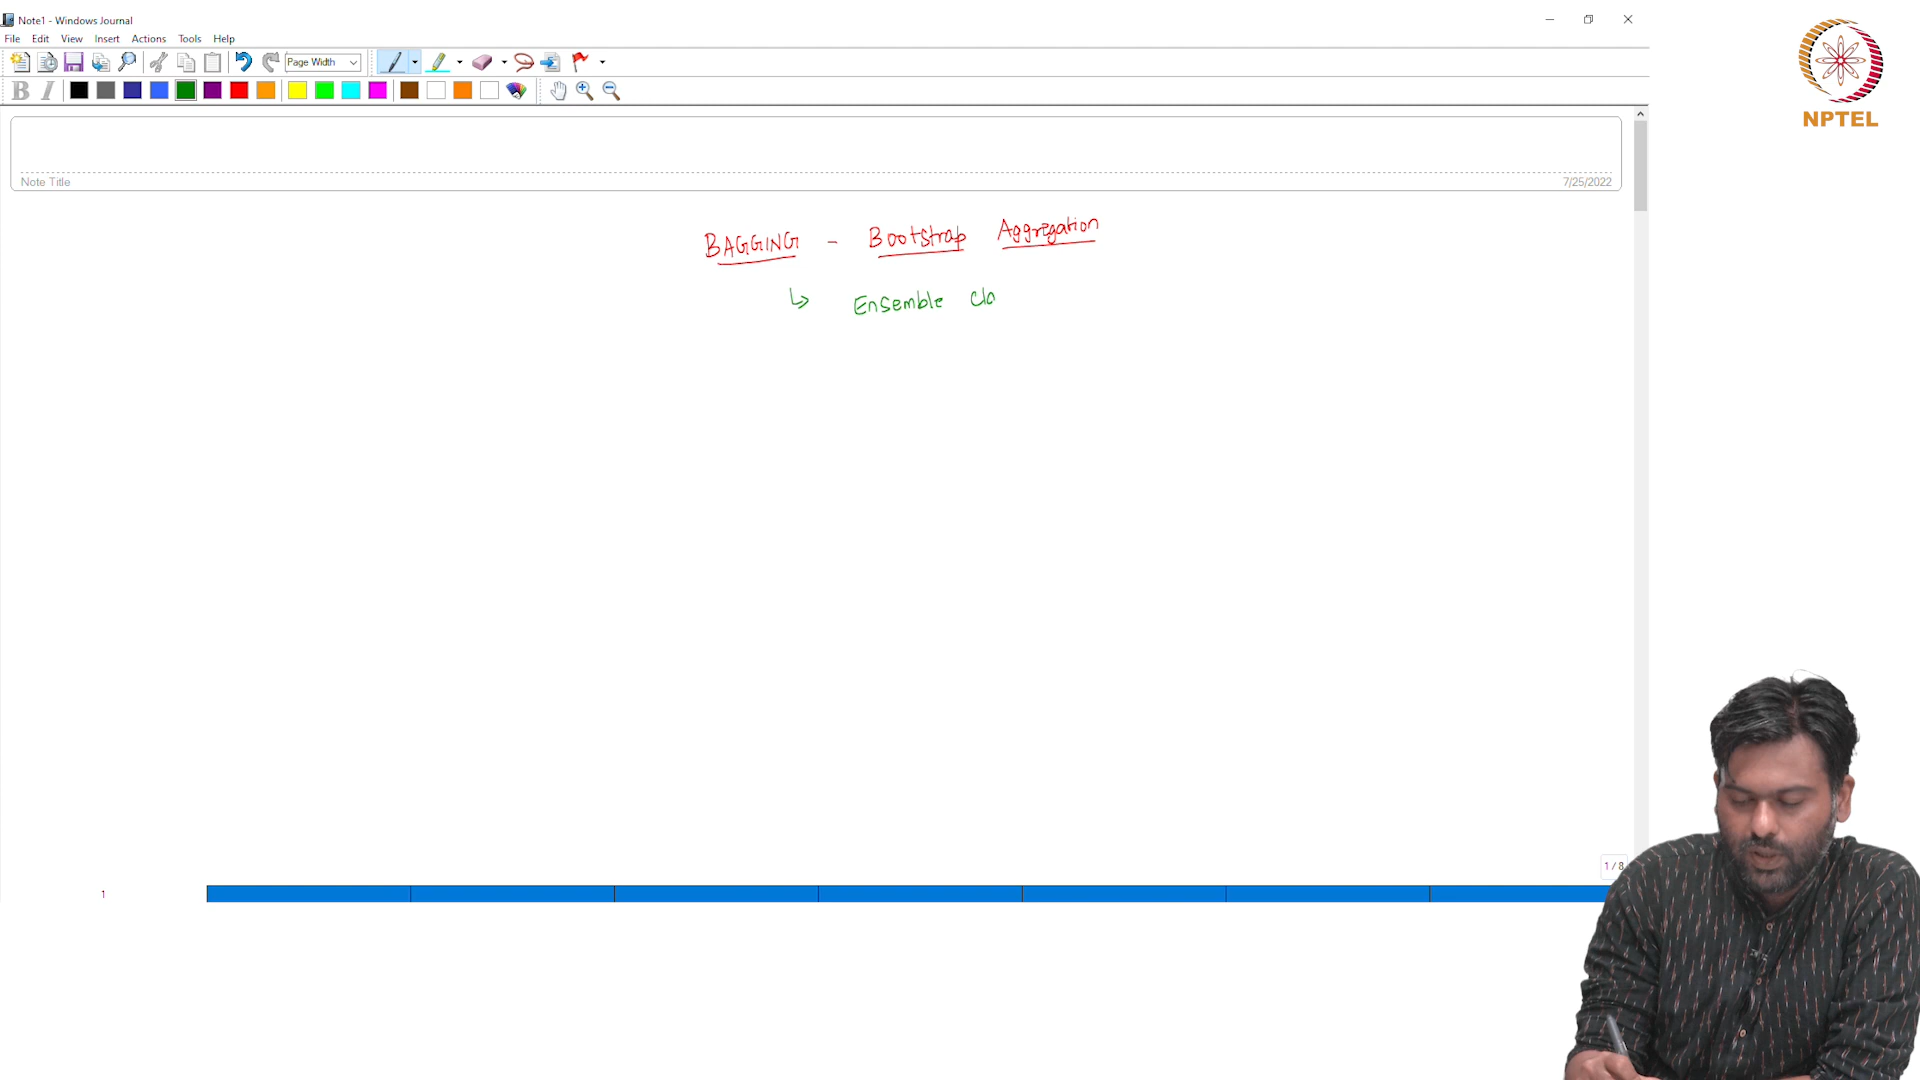 Note1 - Windows Journal
File Edit View Insert Actions Tools Help
Page Width
B I
NPTEL
Note Title
7/25/2022
BAGGING - Bootstrap Aggregation
↳ Ensemble cla
1 / 8
1